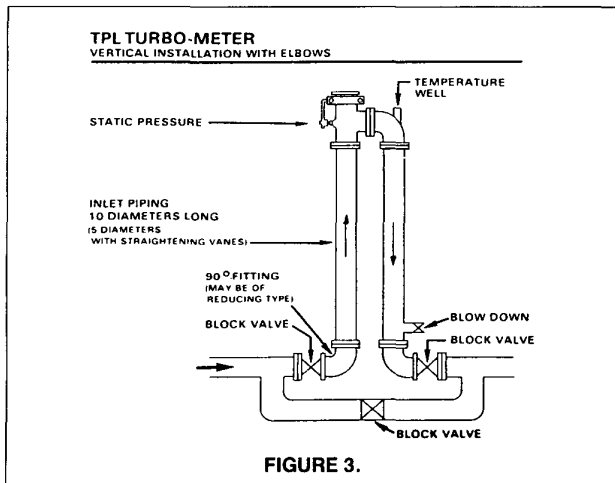 TPL TURBO-METER
VERTICAL INSTALLATION WITH ELBOWS
TEMPERATURE
WELL
STATIC PRESSURE
INLET PIPING
10 DIAMETERS LONG
(5 DIAMETERS
WITH STRAIGHTENING VANES)
90° FITTING
(MAY BE OF
REDUCING TYPE)
BLOCK VALVE
BLOW DOWN
BLOCK VALVE
BLOCK VALVE
FIGURE 3.